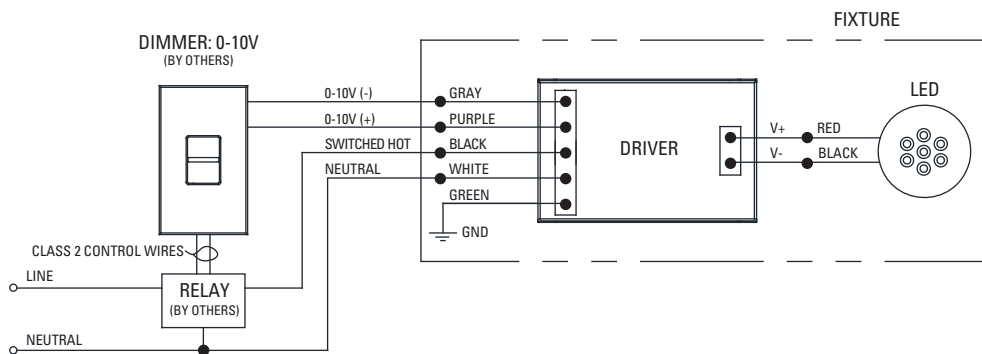 FIXTURE
DIMMER: 0-10V
(BY OTHERS)
0-10V (-)
GRAY
0-10V (+)
PURPLE
SWITCHED HOT
BLACK
NEUTRAL
WHITE
GREEN
GND
DRIVER
V+
RED
V-
BLACK
LED
CLASS 2 CONTROL WIRES
LINE
RELAY
(BY OTHERS)
NEUTRAL